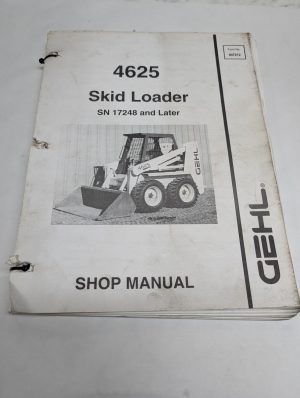 4625
Skid Loader
SN 17248 and Later
GEHL
GEHL®
SHOP MANUAL